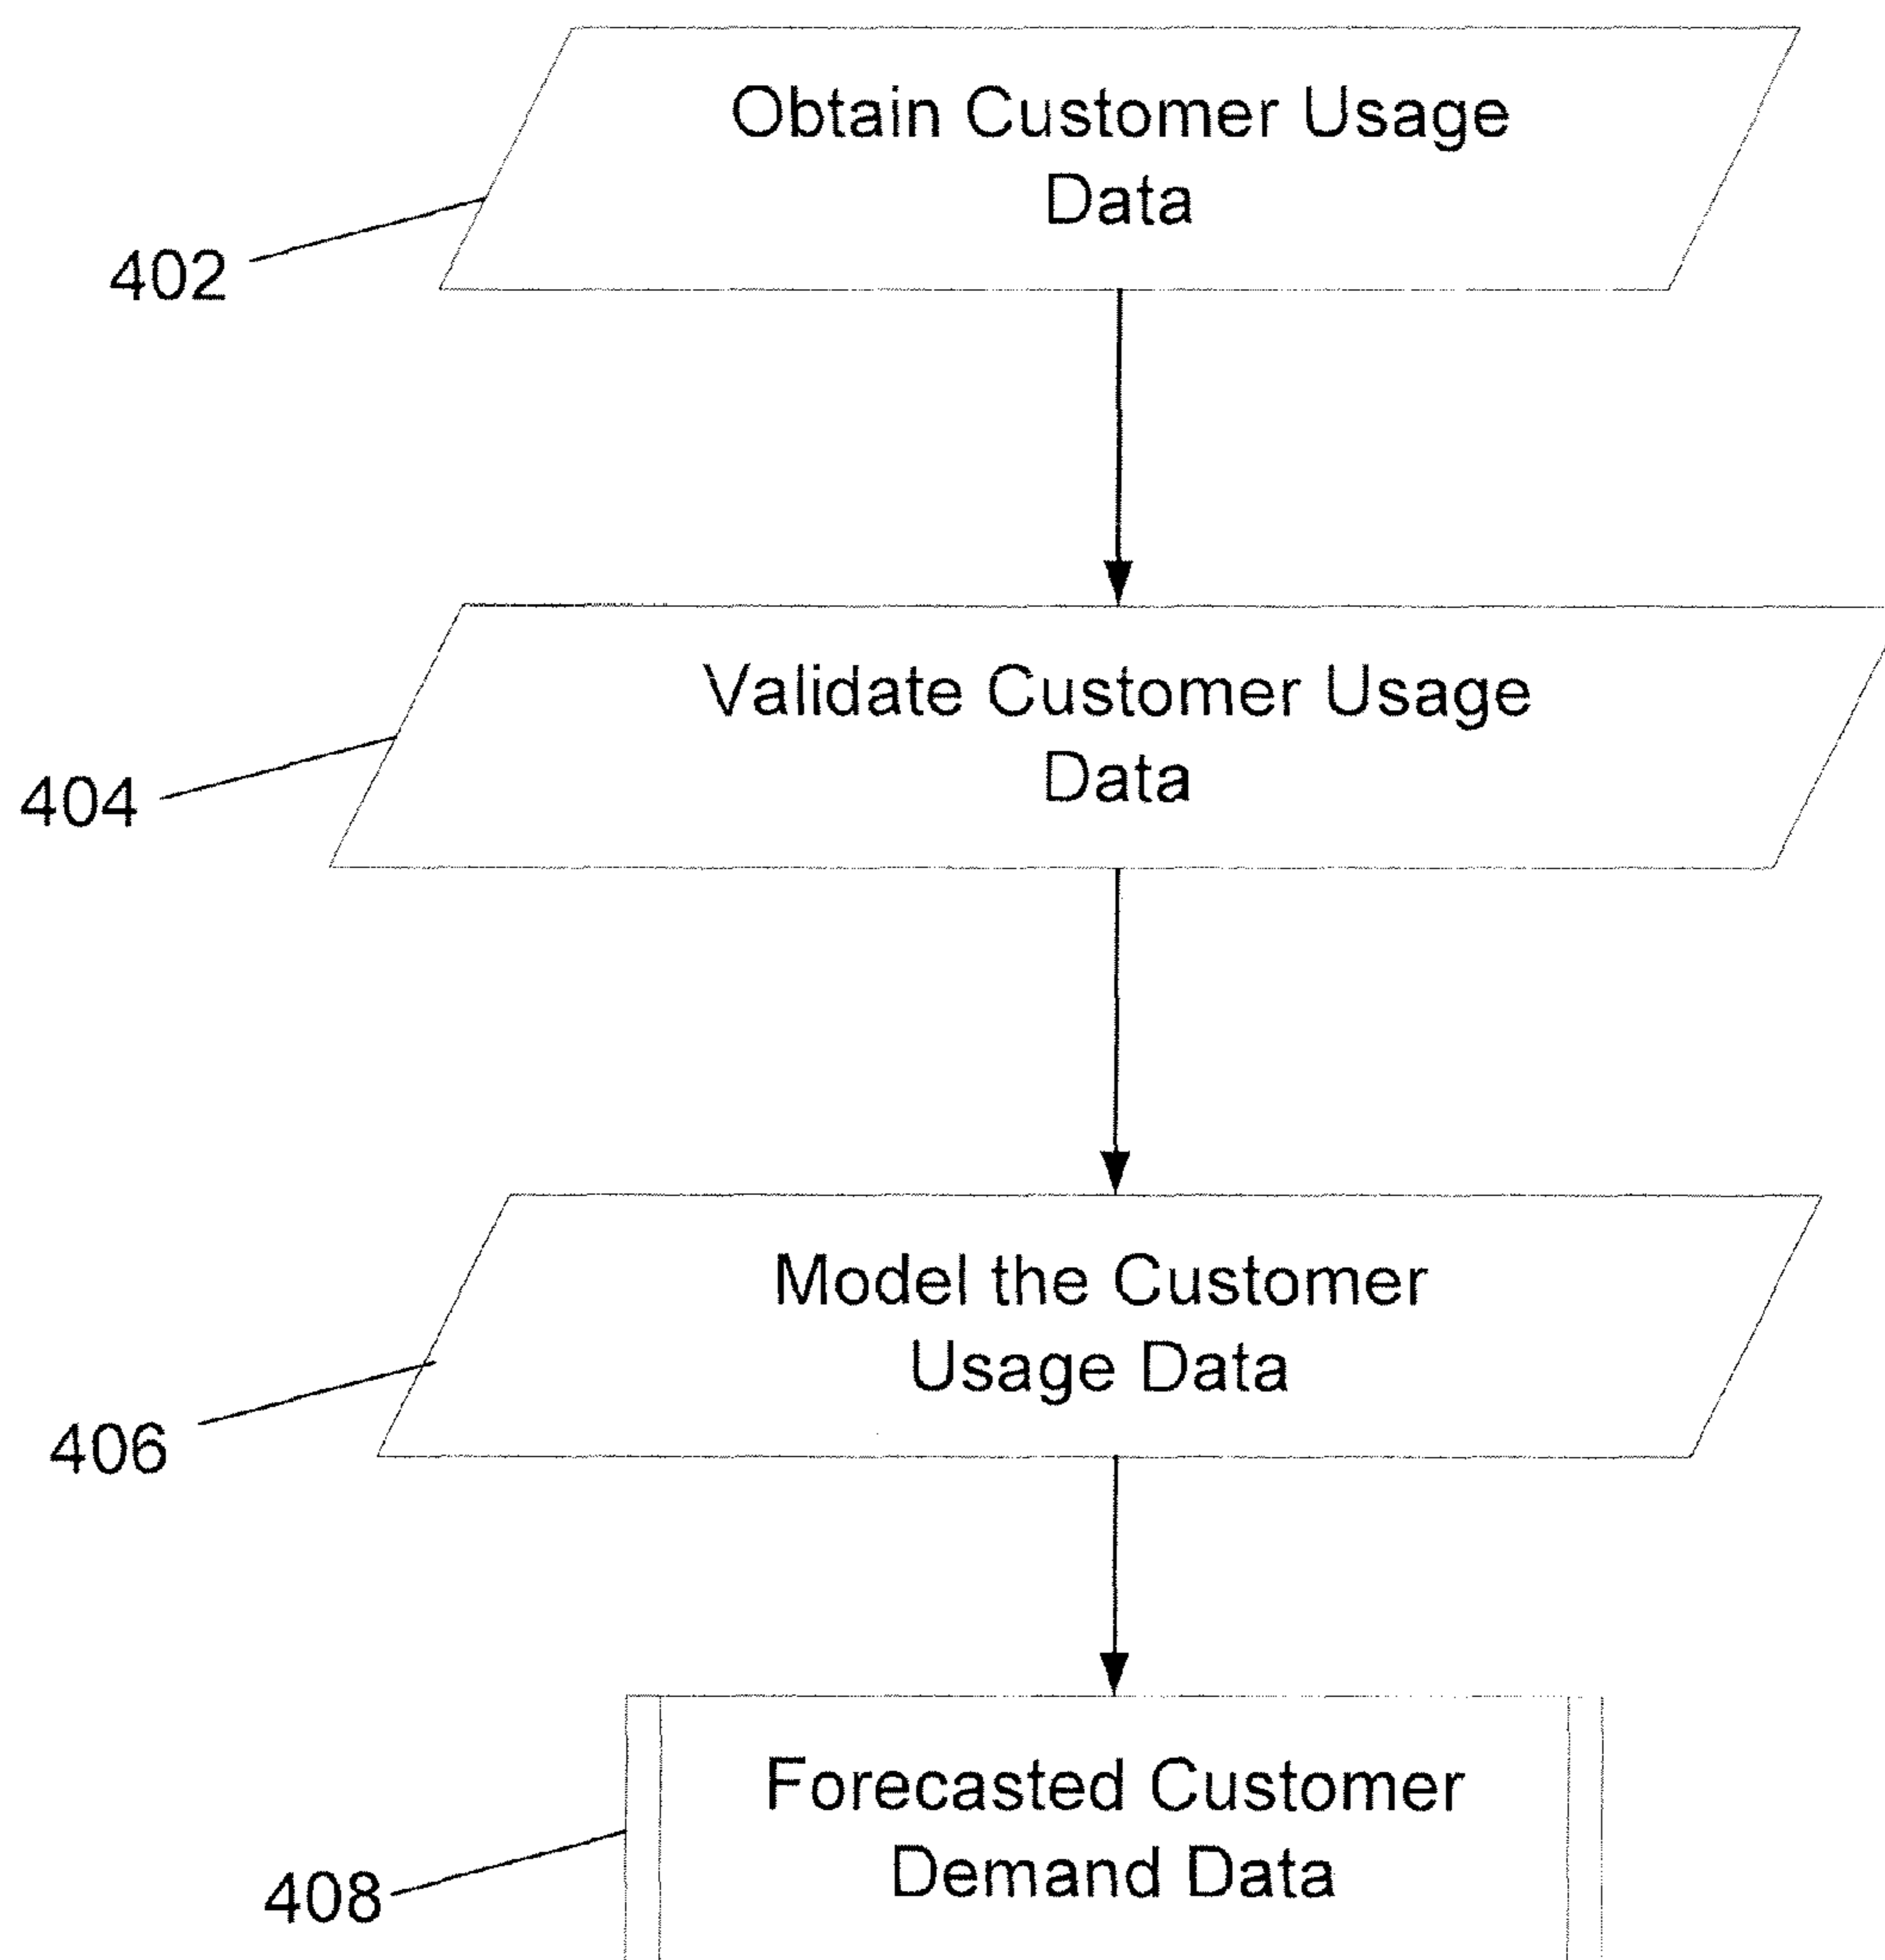 Obtain Customer Usage
Data
402
Validate Customer Usage
Data
404
Model the Customer
Usage Data
406
Forecasted Customer
Demand Data
408